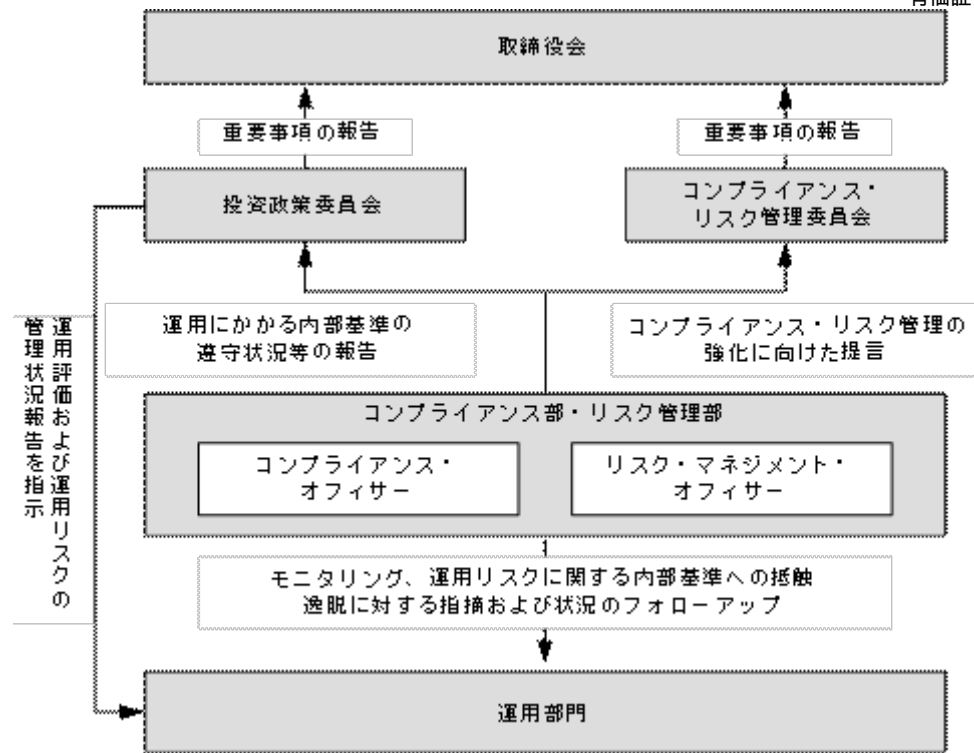 取締役会
重要事項の報告
重要事項の報告
投資政策委員会
コンプライアンス・
リスク管理委員会
運用にかかる内部基準の
遵守状況等の報告
コンプライアンス・リスク管理の
強化に向けた提言
運用評価および運用リスクの
管理状況報告を指示
コンプライアンス部・リスク管理部
コンプライアンス・
オフィサー
リスク・マネジメント・
オフィサー
モニタリング、運用リスクに関する内部基準への抵触
逸脱に対する指摘および状況のフォローアップ
運用部門